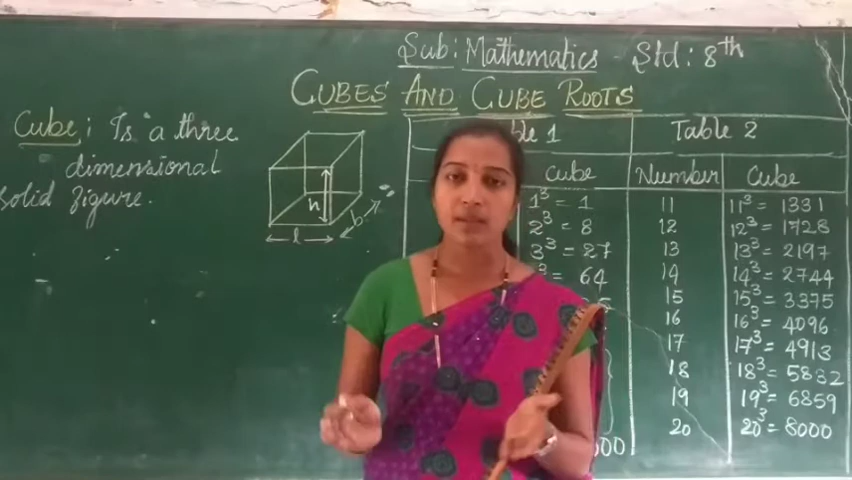 Sub: Mathematics Std: 8th
CUBES AND CUBE ROOTS
Cube: Is a three
dimensional
solid figure.
h
l
b
1
Cube
1³ = 1
2³ = 8
3³ = 27
= 64
Table 2
Number Cube
11 11³ = 1331
12 12³ = 1728
13 13³ = 2197
14 14³ = 2744
15 15³ = 3375
16 16³ = 4096
17 17³ = 4913
18 18³ = 5832
19 19³ = 6859
20 20³ = 8000